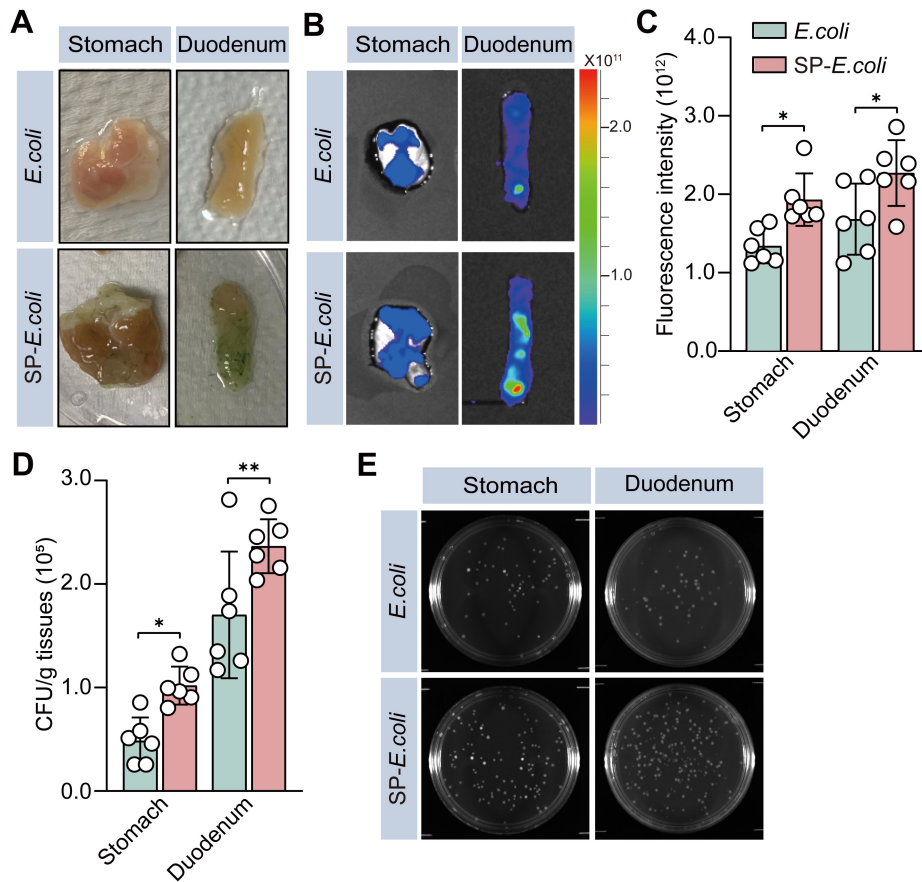 A
Stomach
Duodenum
E.coli
SP-E.coli
B
Stomach
Duodenum
E.coli
SP-E.coli
X10¹¹
2.0
1.0
C
E.coli
SP-E.coli
Fluorescence intensity (10¹²)
4.0
3.0
2.0
1.0
0.0
*
*
Stomach
Duodenum
D
CFU/g tissues (10⁵)
3.0
2.0
1.0
0.0
*
**
Stomach
Duodenum
E
Stomach
Duodenum
E.coli
SP-E.coli